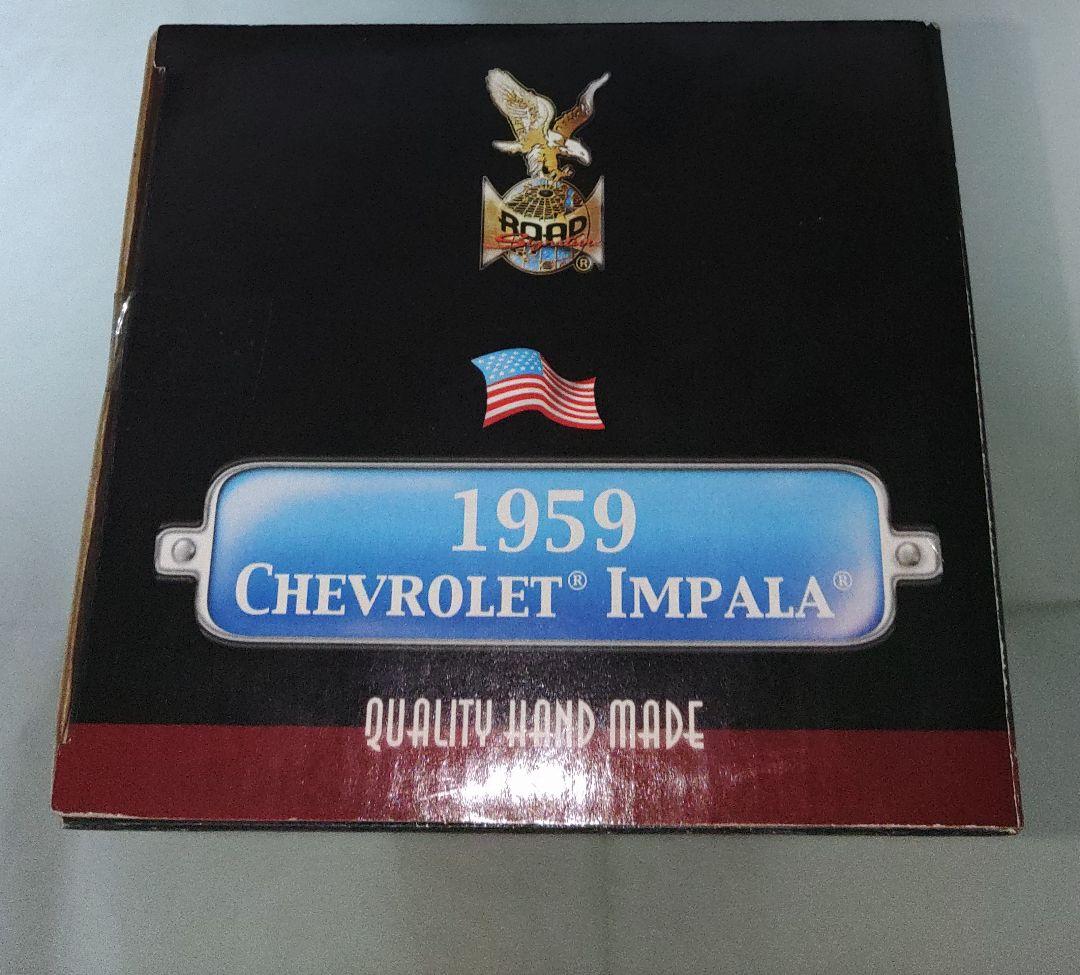 ROAD
Signature
®
1959
CHEVROLET® IMPALA®
QUALITY HAND MADE